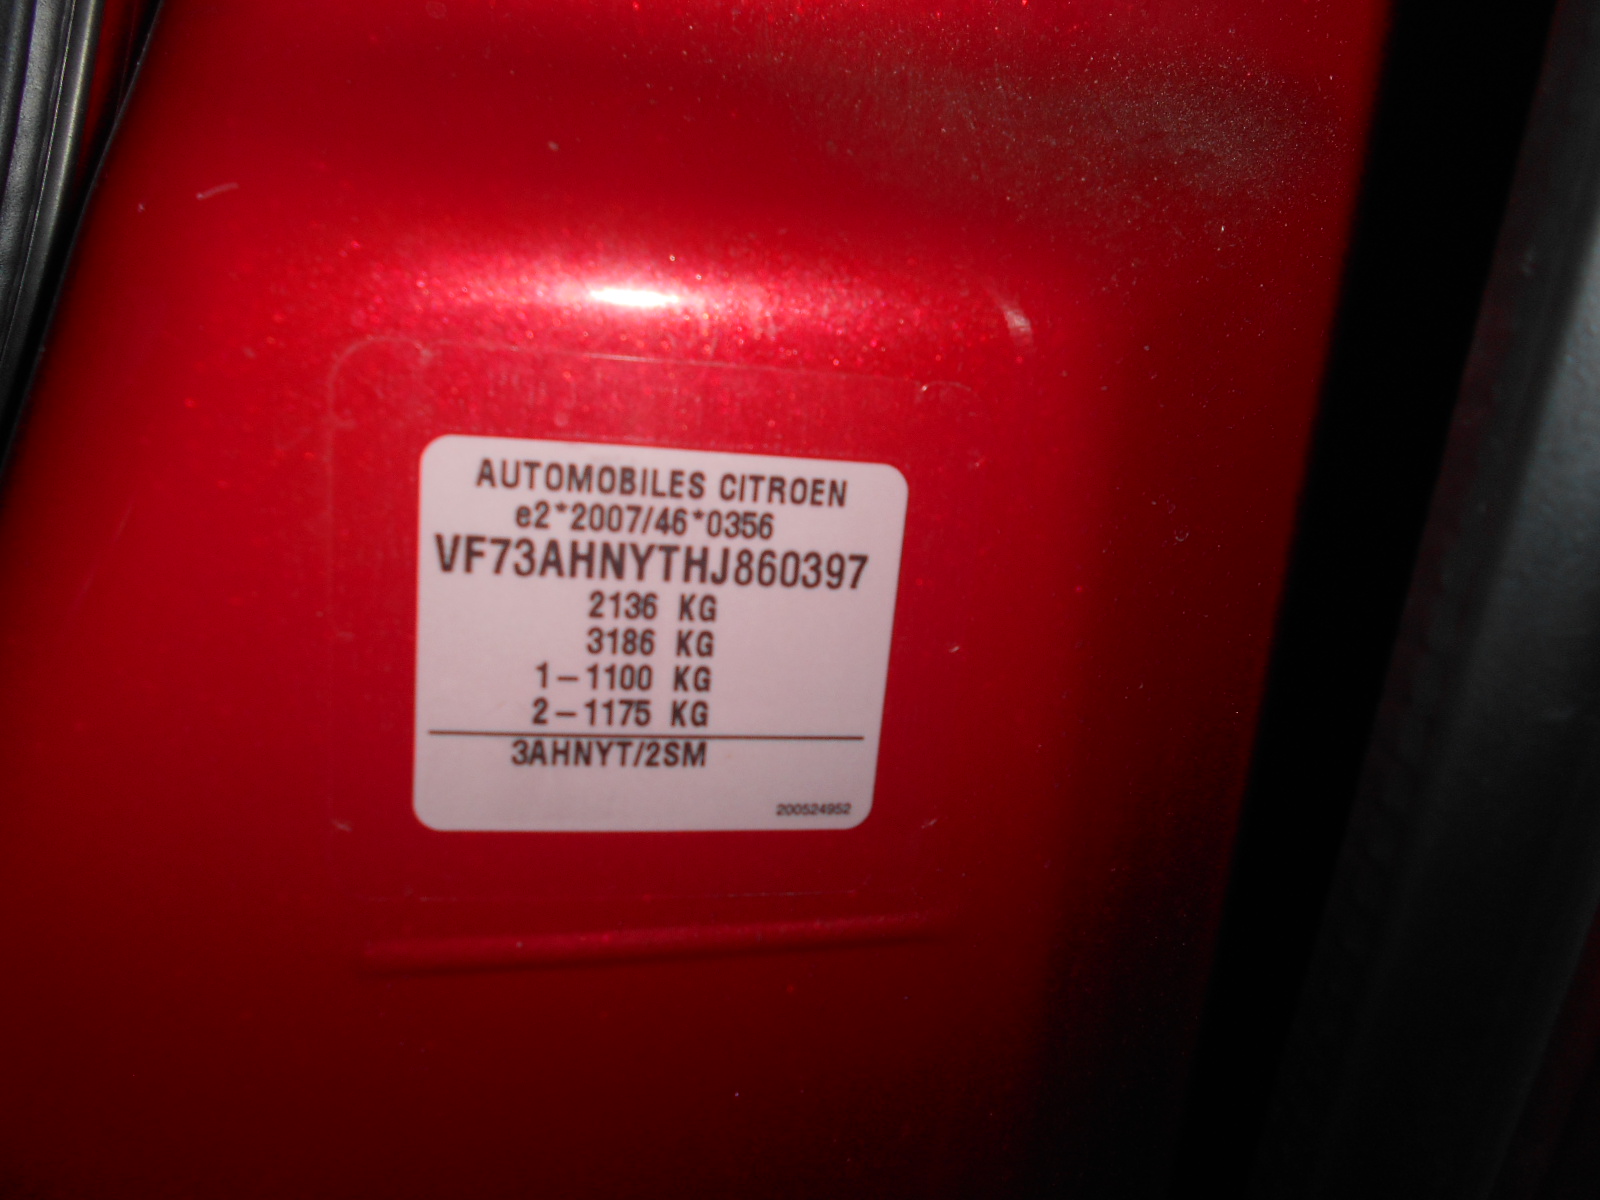 AUTOMOBILES CITROEN
e2*2007/46*0356
VF73AHNYTHJ860397
2136 KG
3186 KG
1-1100 KG
2-1175 KG
3AHNYT/2SM
200524952